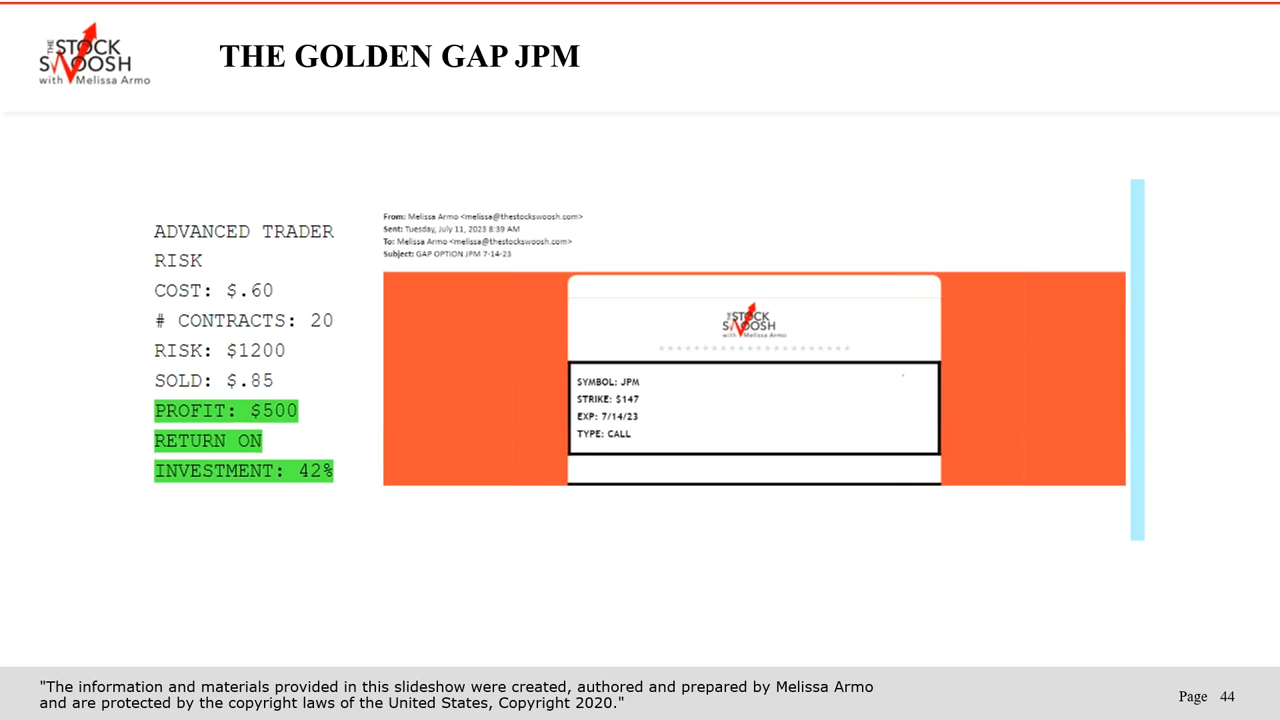 THE STOCK
SWOOSH
with Melissa Armo
THE GOLDEN GAP JPM
ADVANCED TRADER
RISK
COST: $.60
# CONTRACTS: 20
RISK: $1200
SOLD: $.85
PROFIT: $500
RETURN ON
INVESTMENT: 42%
From: Melissa Armo <melissa@thestockswoosh.com>
Sent: Tuesday, July 11, 2023 8:39 AM
To: Melissa Armo <melissa@thestockswoosh.com>
Subject: GAP OPTION JPM 7-14-23
THE STOCK
SWOOSH
with Melissa Armo
SYMBOL: JPM
STRIKE: $147
EXP: 7/14/23
TYPE: CALL
"The information and materials provided in this slideshow were created, authored and prepared by Melissa Armo
and are protected by the copyright laws of the United States, Copyright 2020."
Page 44